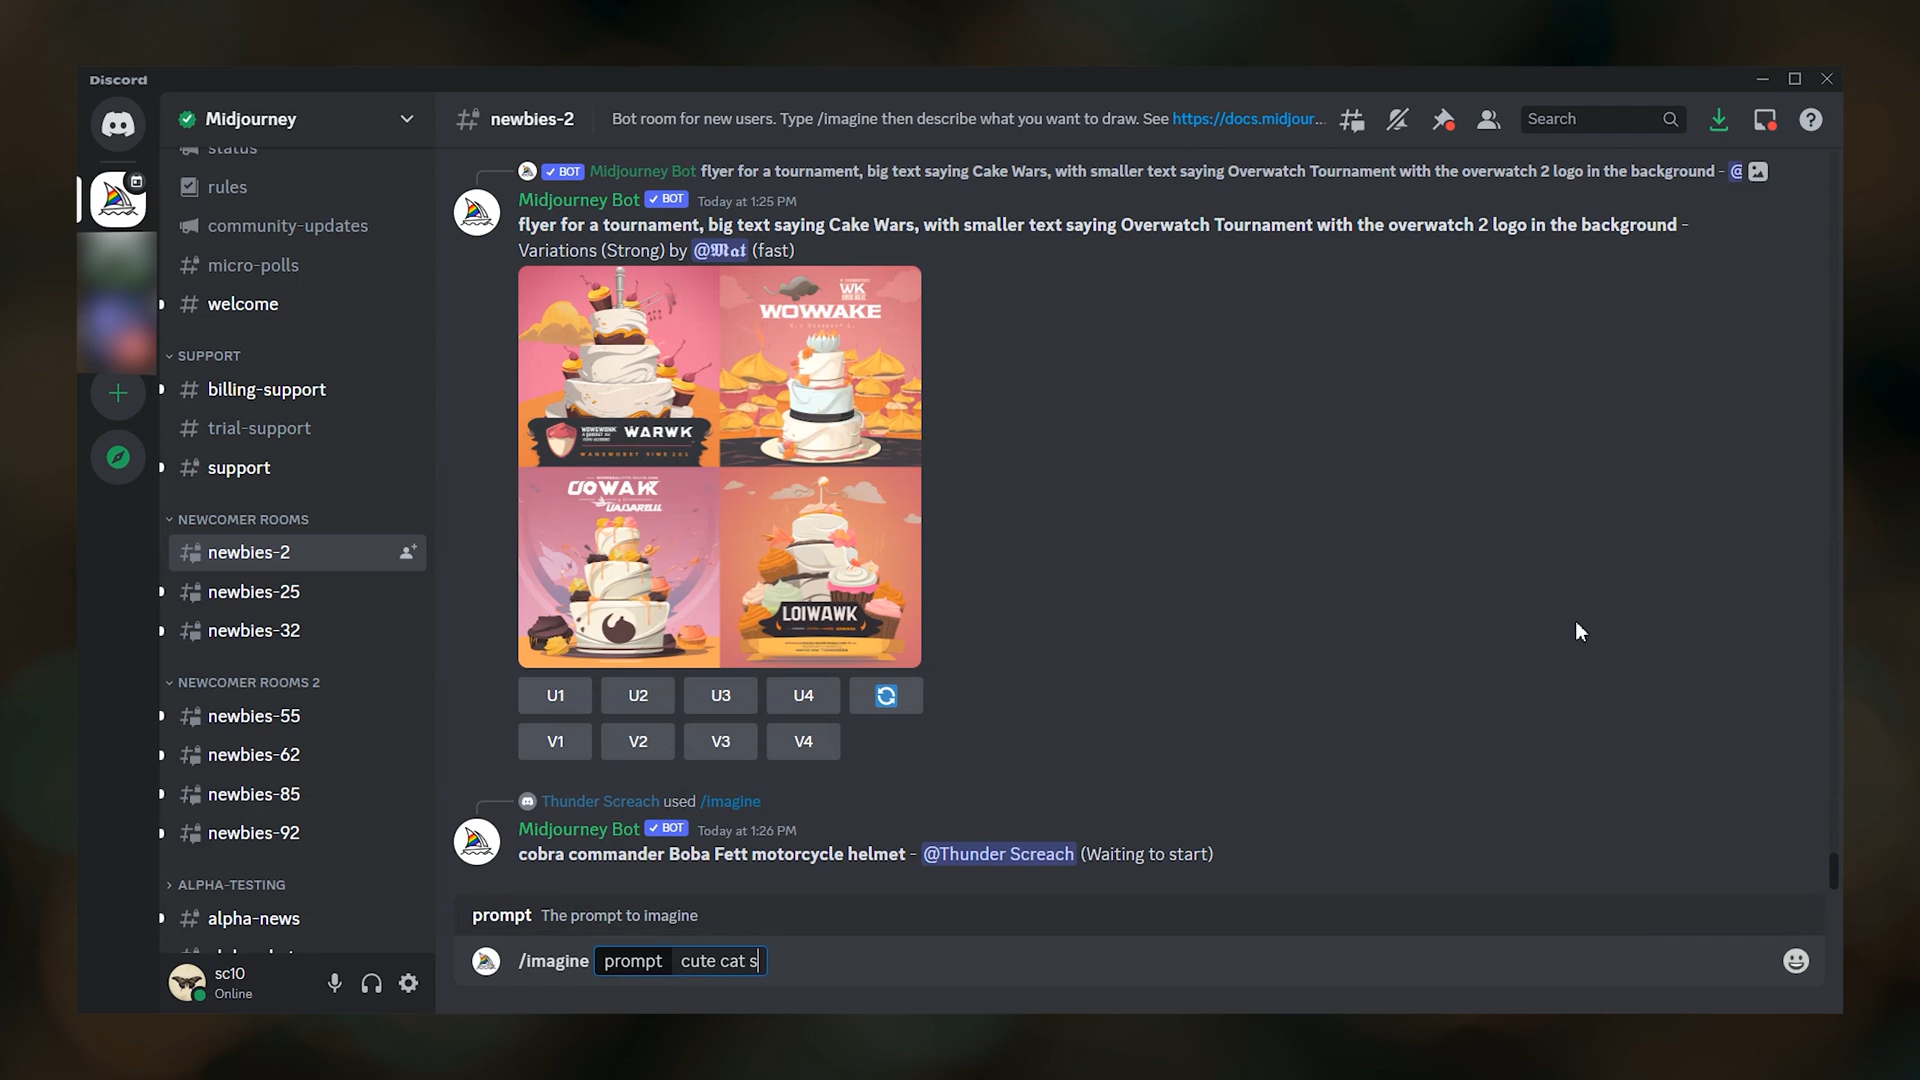 Discord
Midjourney
status
rules
community-updates
micro-polls
welcome
SUPPORT
billing-support
trial-support
support
NEWCOMER ROOMS
newbies-2
newbies-25
newbies-32
NEWCOMER ROOMS 2
newbies-55
newbies-62
newbies-85
newbies-92
ALPHA-TESTING
alpha-news
sc10
Online
newbies-2
Bot room for new users. Type /imagine then describe what you want to draw. See https://docs.midjour...
Search
BOT Midjourney Bot flyer for a tournament, big text saying Cake Wars, with smaller text saying Overwatch Tournament with the overwatch 2 logo in the background - @
Midjourney Bot BOT Today at 1:25 PM
flyer for a tournament, big text saying Cake Wars, with smaller text saying Overwatch Tournament with the overwatch 2 logo in the background -
Variations (Strong) by @𝕸𝖆𝖙 (fast)
WARWK
WK
WOWWAKE
LOIWAWK
U1 U2 U3 U4
V1 V2 V3 V4
Thunder Screach used /imagine
Midjourney Bot BOT Today at 1:26 PM
cobra commander Boba Fett motorcycle helmet - @Thunder Screach (Waiting to start)
prompt The prompt to imagine
/imagine prompt cute cat s